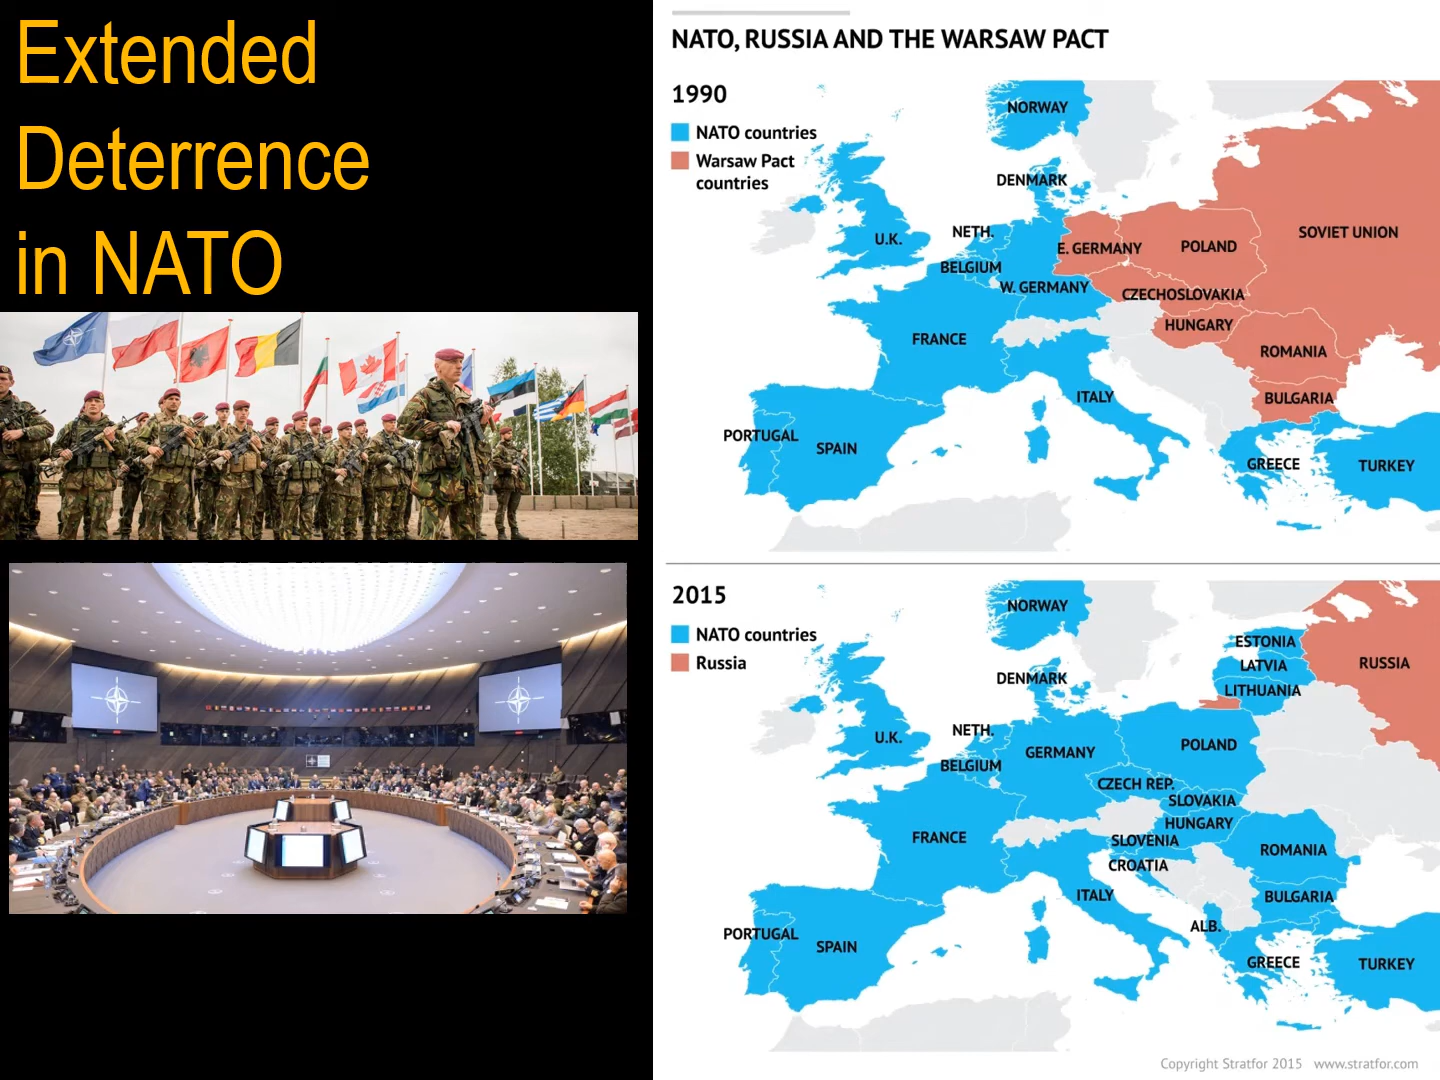 Extended
Deterrence
in NATO
NATO, RUSSIA AND THE WARSAW PACT
1990
NATO countries
Warsaw Pact
countries
NORWAY
DENMARK
U.K.
NETH.
BELGIUM
E. GERMANY
W. GERMANY
POLAND
SOVIET UNION
CZECHOSLOVAKIA
HUNGARY
FRANCE
ROMANIA
ITALY
BULGARIA
PORTUGAL
SPAIN
GREECE
TURKEY
2015
NATO countries
Russia
NORWAY
ESTONIA
LATVIA
LITHUANIA
RUSSIA
DENMARK
U.K.
NETH.
BELGIUM
GERMANY
POLAND
CZECH REP.
SLOVAKIA
HUNGARY
SLOVENIA
CROATIA
FRANCE
ROMANIA
ITALY
BULGARIA
ALB.
PORTUGAL
SPAIN
GREECE
TURKEY
Copyright Stratfor 2015 www.stratfor.com